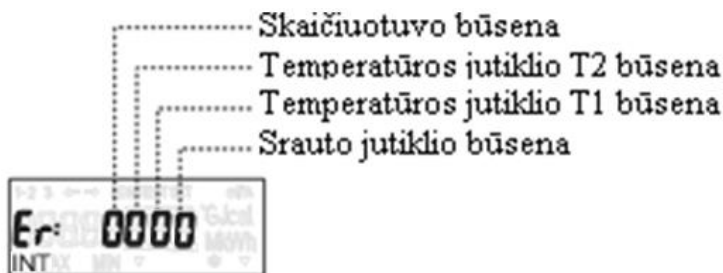 Skaičiuotuvo būsena
Temperatūros jutiklio T2 būsena
Temperatūros jutiklio T1 būsena
Srauto jutiklio būsena
Er: 0000
INT